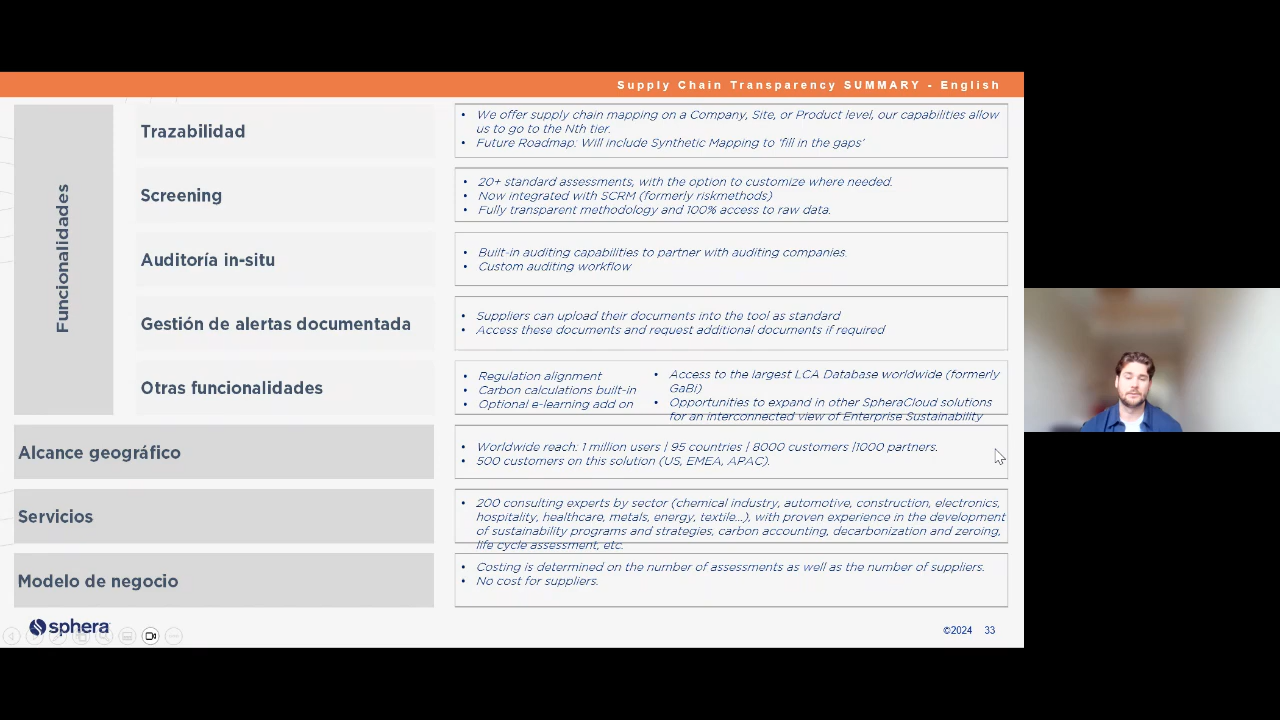 Supply Chain Transparency SUMMARY - English
Funcionalidades
Trazabilidad
• We offer supply chain mapping on a Company, Site, or Product level, our capabilities allow
us to go to the Nth tier.
• Future Roadmap: Will include Synthetic Mapping to 'fill in the gaps'
Screening
• 20+ standard assessments, with the option to customize where needed.
• Now integrated with SCRM (formerly riskmethods)
• Fully transparent methodology and 100% access to raw data.
Auditoría in-situ
• Built-in auditing capabilities to partner with auditing companies.
• Custom auditing workflow
Gestión de alertas documentada
• Suppliers can upload their documents into the tool as standard
• Access these documents and request additional documents if required
Otras funcionalidades
• Regulation alignment
• Carbon calculations built-in
• Optional e-learning add on
• Access to the largest LCA Database worldwide (formerly
GaBi)
• Opportunities to expand in other SpheraCloud solutions
for an interconnected view of Enterprise Sustainability
Alcance geográfico
• Worldwide reach: 1 million users | 95 countries | 8000 customers |1000 partners.
• 500 customers on this solution (US, EMEA, APAC).
Servicios
• 200 consulting experts by sector (chemical industry, automotive, construction, electronics,
hospitality, healthcare, metals, energy, textile...), with proven experience in the development
of sustainability programs and strategies, carbon accounting, decarbonization and zeroing,
life cycle assessment, etc.
Modelo de negocio
• Costing is determined on the number of assessments as well as the number of suppliers.
• No cost for suppliers.
sphera
©2024 33